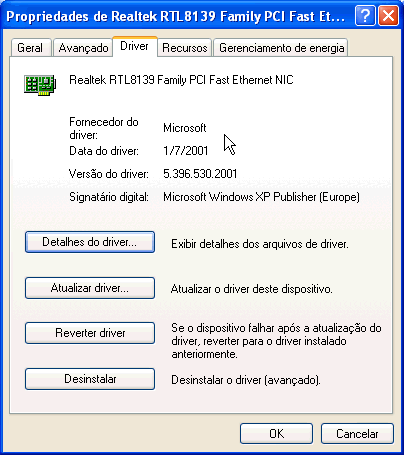 Propriedades de Realtek RTL8139 Family PCI Fast Et...
Geral Avançado Driver Recursos Gerenciamento de energia
Realtek RTL8139 Family PCI Fast Ethernet NIC
Fornecedor do
driver: Microsoft
Data do driver: 1/7/2001
Versão do driver: 5.396.530.2001
Signatário digital: Microsoft Windows XP Publisher (Europe)
Detalhes do driver... Exibir detalhes dos arquivos de driver.
Atualizar driver... Atualizar o driver deste dispositivo.
Reverter driver Se o dispositivo falhar após a atualização do
driver, reverter para o driver instalado
anteriormente.
Desinstalar Desinstalar o driver (avançado).
OK Cancelar